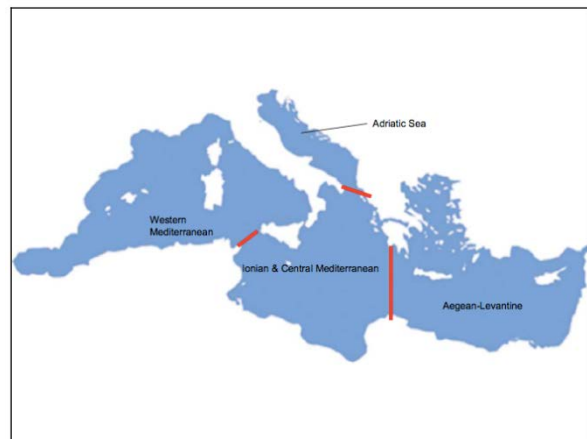 Adriatic Sea
Western
Mediterranean
Ionian & Central Mediterranean
Aegean-Levantine